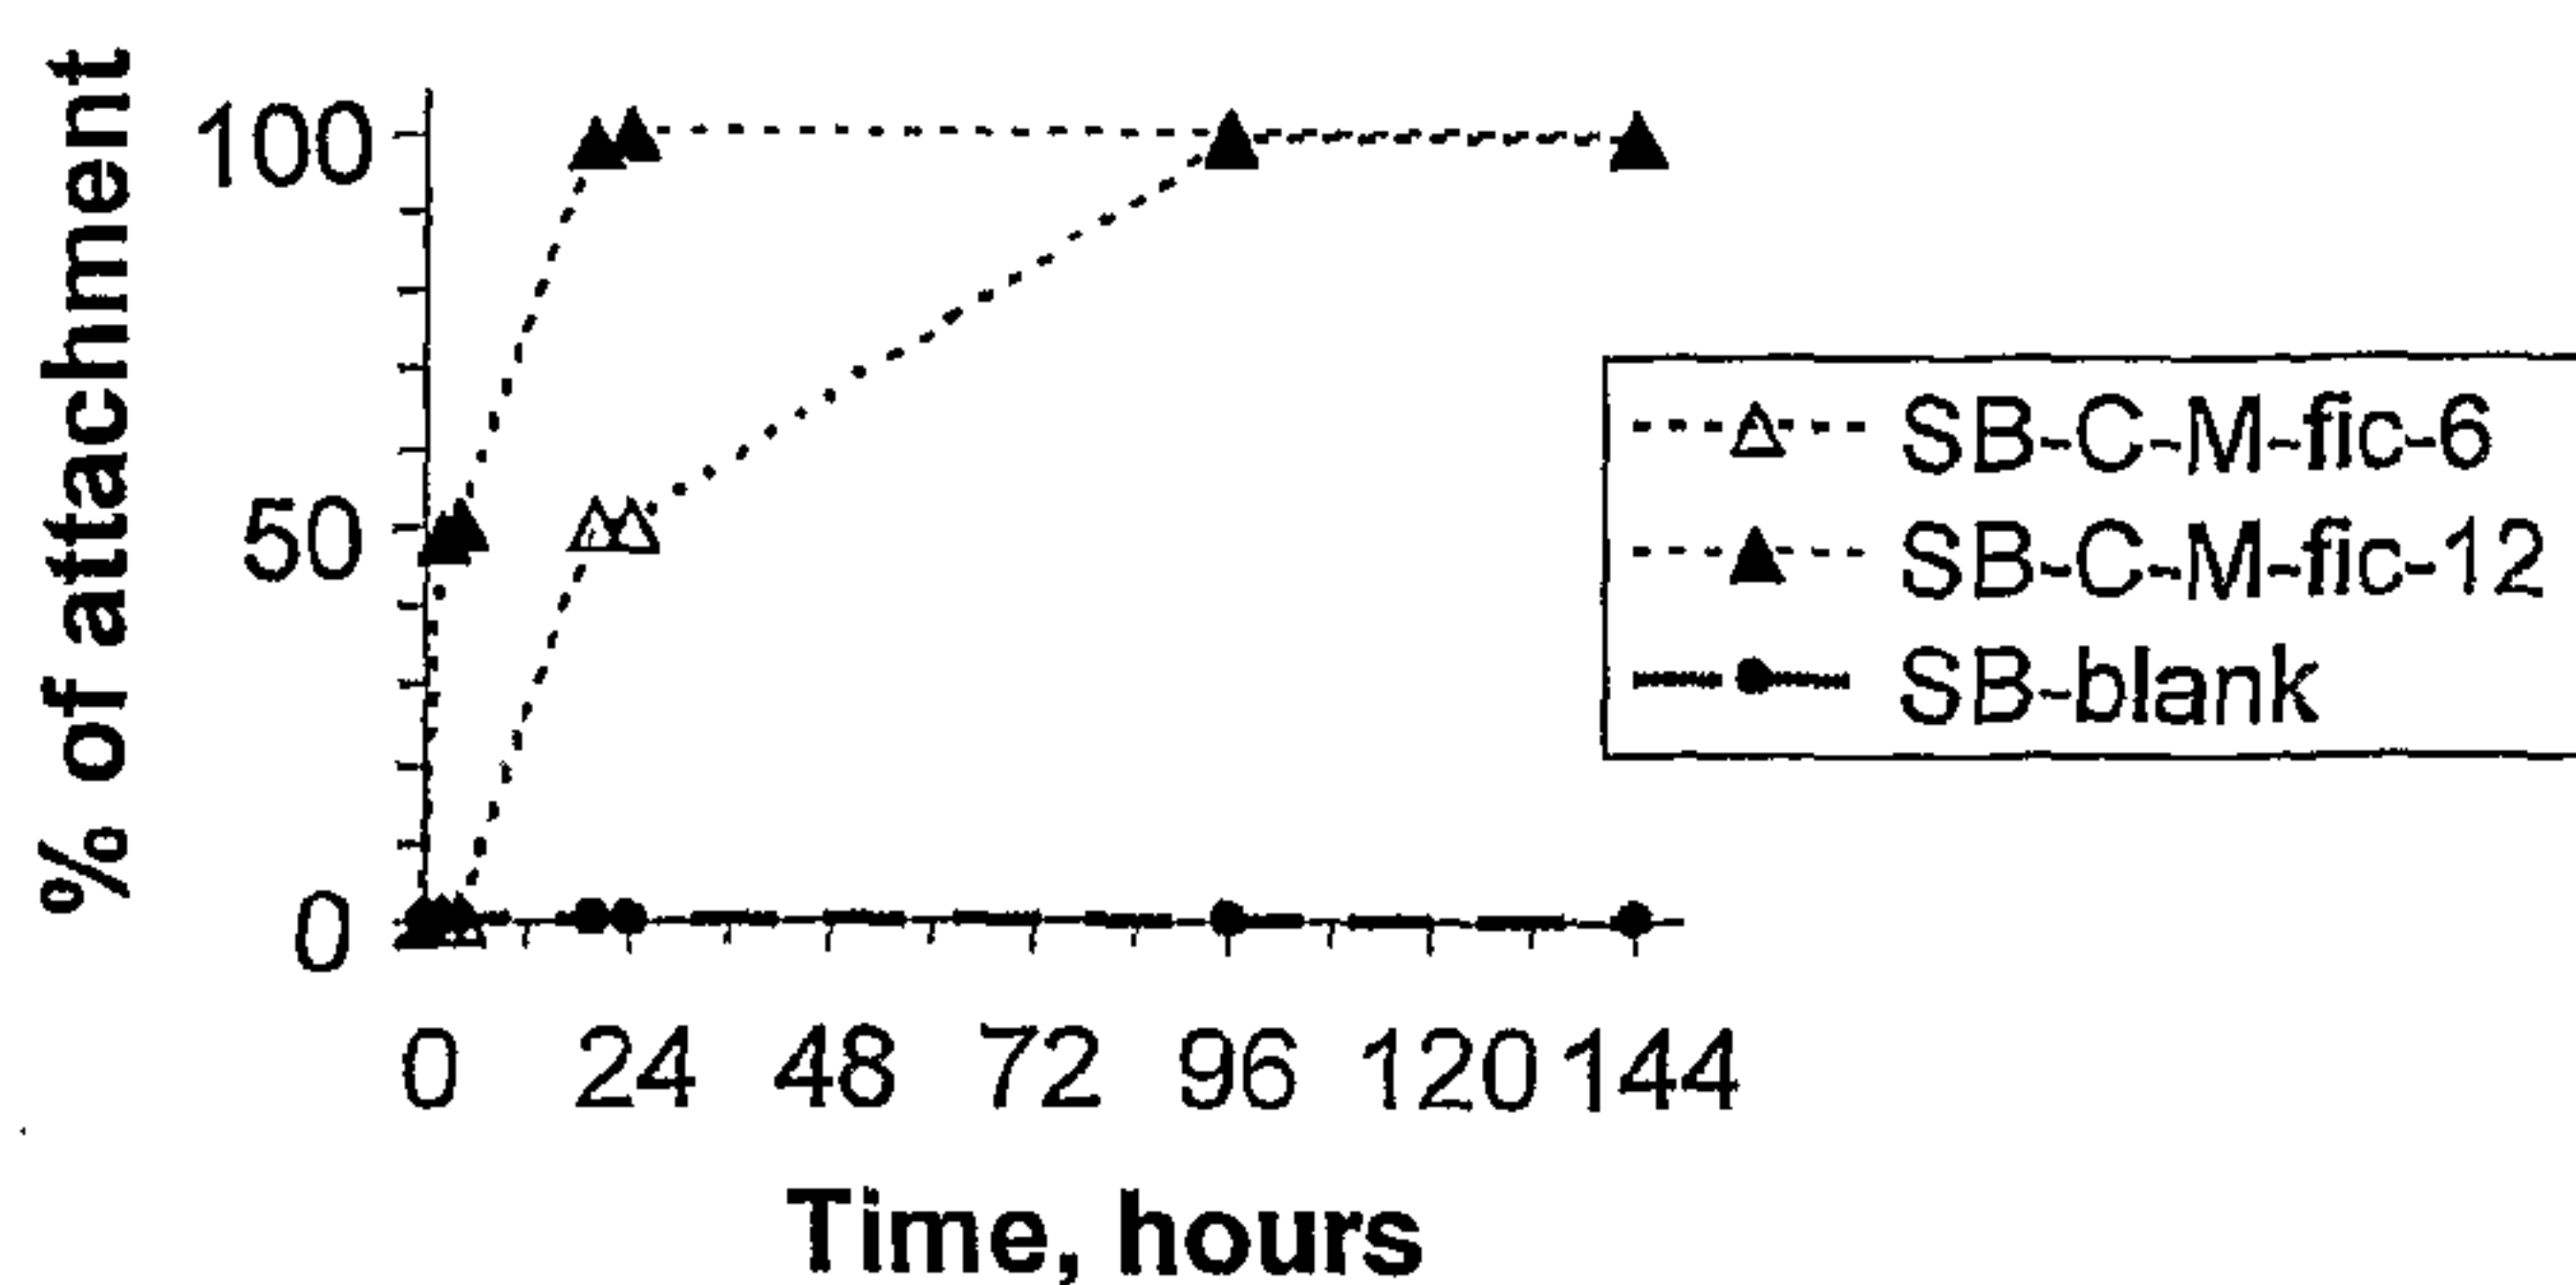 % of attachment
100
50
0
0 24 48 72 96 120 144
Time, hours
SB-C-M-fic-6
SB-C-M-fic-12
SB-blank